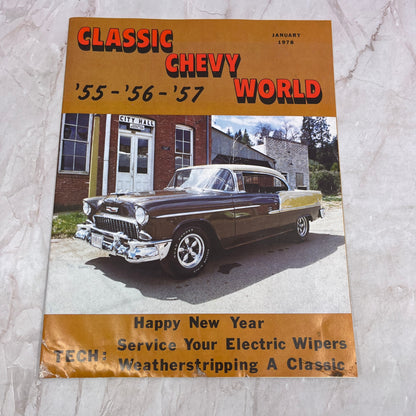 CLASSIC
CHEVY
WORLD
JANUARY
1978
'55-'56-'57
CITY HALL
Happy New Year
TECH: Service Your Electric Wipers
Weatherstripping A Classic